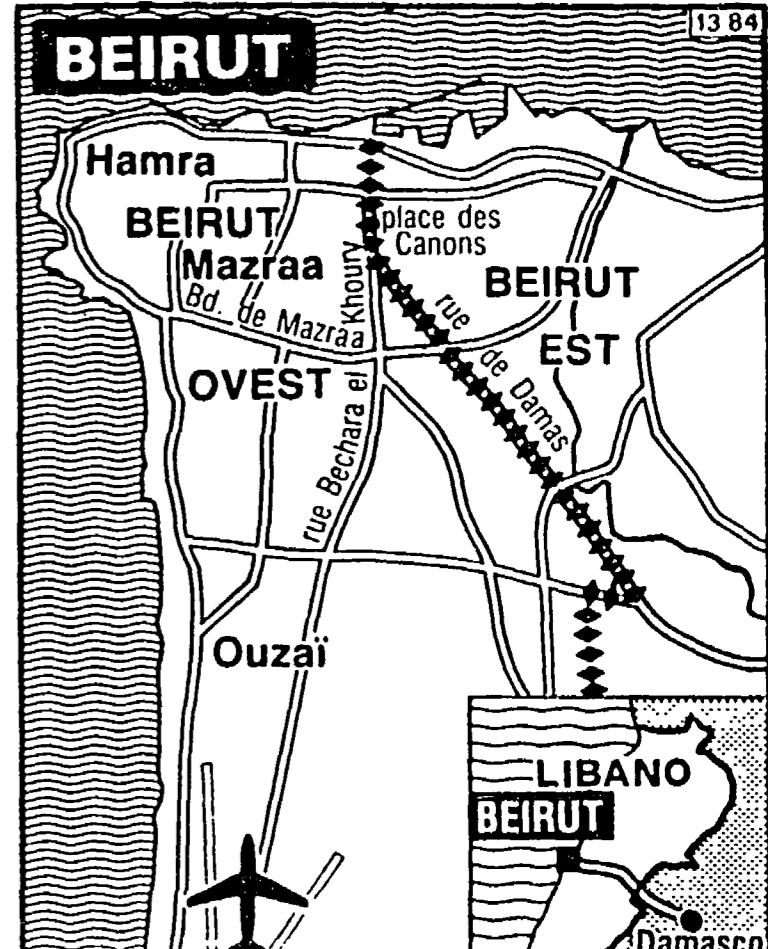 13 84
BEIRUT
Hamra
BEIRUT
place des
Canons
Mazraa
Bd. de Mazraa
rue Bechara el Khoury
BEIRUT
rue de Damas
EST
OVEST
Ouzaï
LIBANO
BEIRUT
Damasco